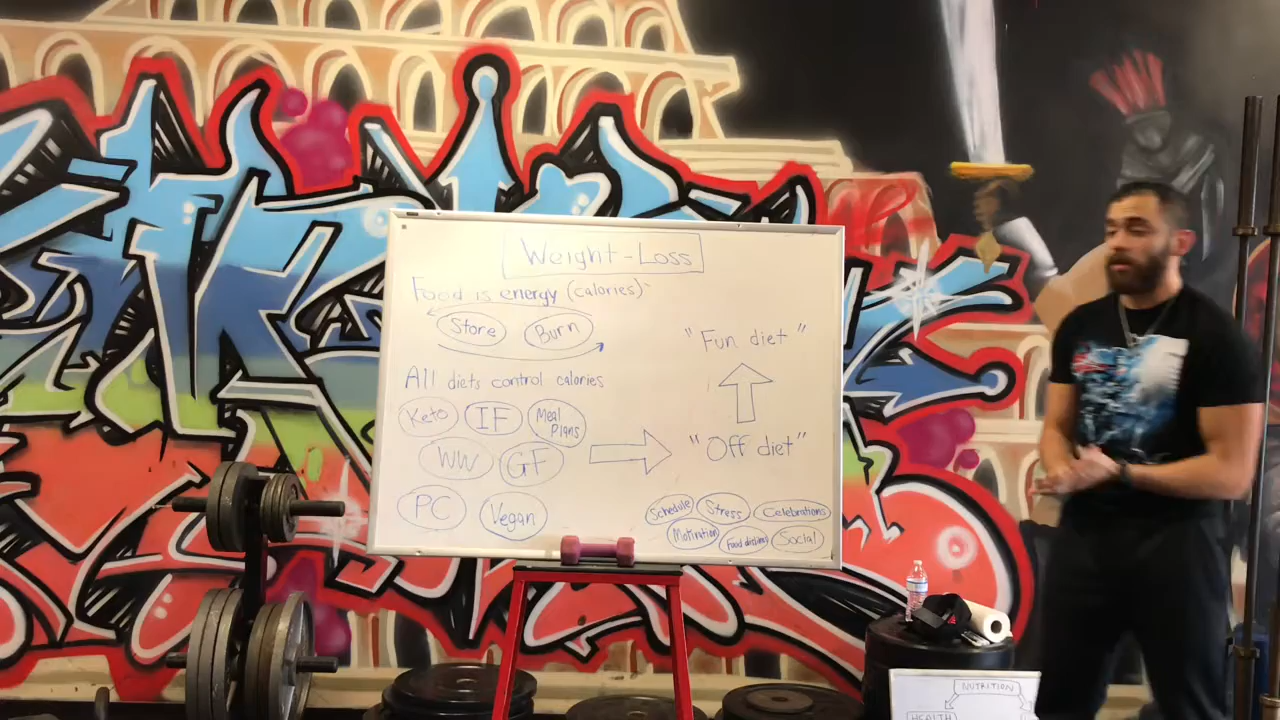 Weight-Loss
Food is energy (calories)
Store Burn
All diets control calories
Keto IF Meal Plans
WW GF
PC Vegan
"Fun diet"
"Off diet"
Schedule Stress Celebrations
Motivation Food Social
NUTRITION
HEALTH